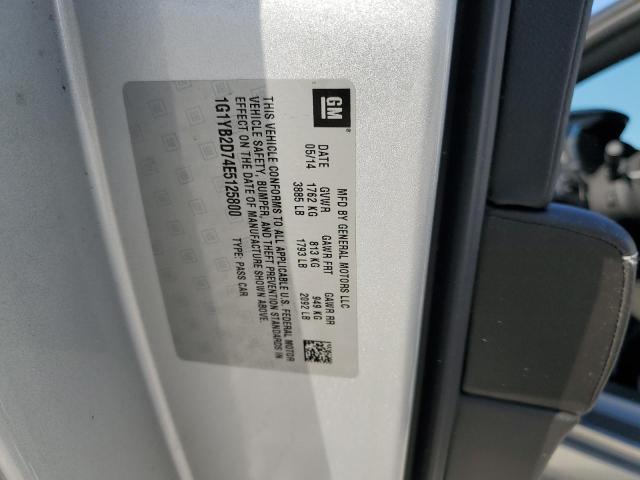 GM
®
MFD BY GENERAL MOTORS LLC
DATE GVWR GAWR FRT GAWR RR
05/14 1762 KG 813 KG 949 KG
3885 LB 1793 LB 2092 LB
THIS VEHICLE CONFORMS TO ALL APPLICABLE U.S. FEDERAL MOTOR
VEHICLE SAFETY, BUMPER, AND THEFT PREVENTION STANDARDS IN
EFFECT ON THE DATE OF MANUFACTURE SHOWN ABOVE.
1G1YB2D74E5125800 TYPE: PASS CAR